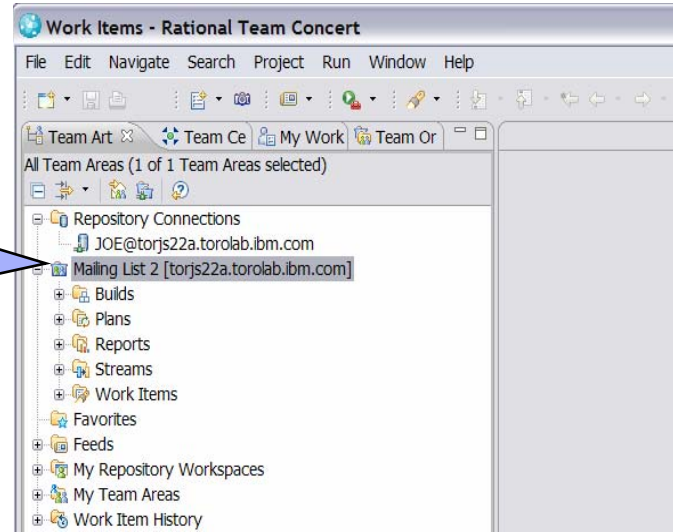 Work Items - Rational Team Concert
File Edit Navigate Search Project Run Window Help
Team Art Team Ce My Work Team Or
All Team Areas (1 of 1 Team Areas selected)
Repository Connections
JOE@torjs22a.torolab.ibm.com
Mailing List 2 [torjs22a.torolab.ibm.com]
Builds
Plans
Reports
Streams
Work Items
Favorites
Feeds
My Repository Workspaces
My Team Areas
Work Item History